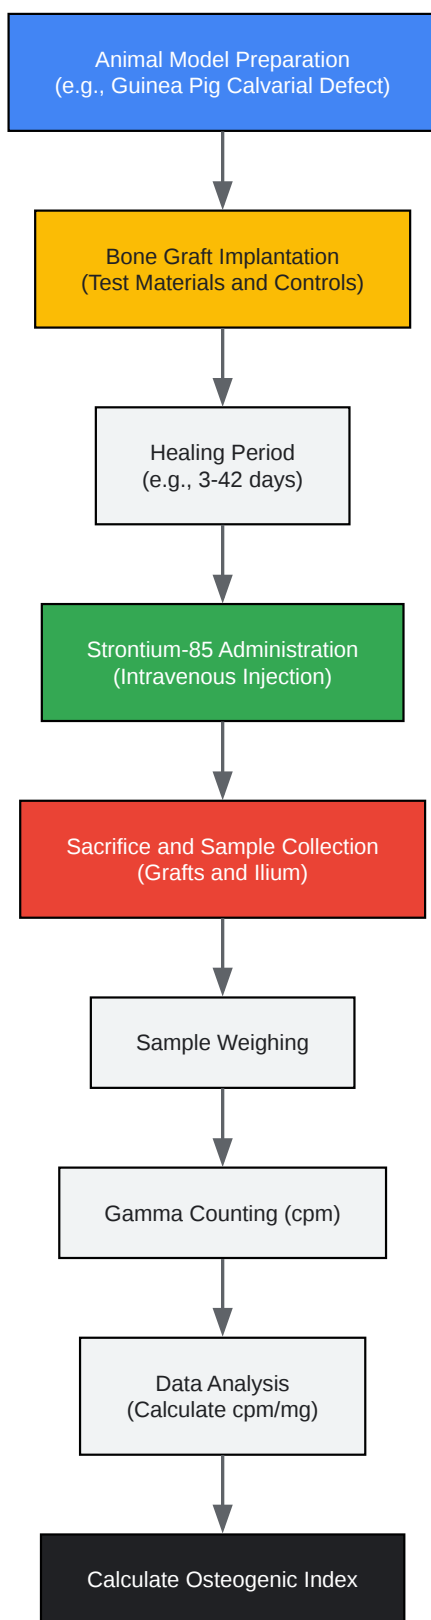 Animal Model Preparation
(e.g., Guinea Pig Calvarial Defect)
Bone Graft Implantation
(Test Materials and Controls)
Healing Period
(e.g., 3-42 days)
Strontium-85 Administration
(Intravenous Injection)
Sacrifice and Sample Collection
(Grafts and Ilium)
Sample Weighing
Gamma Counting (cpm)
Data Analysis
(Calculate cpm/mg)
Calculate Osteogenic Index